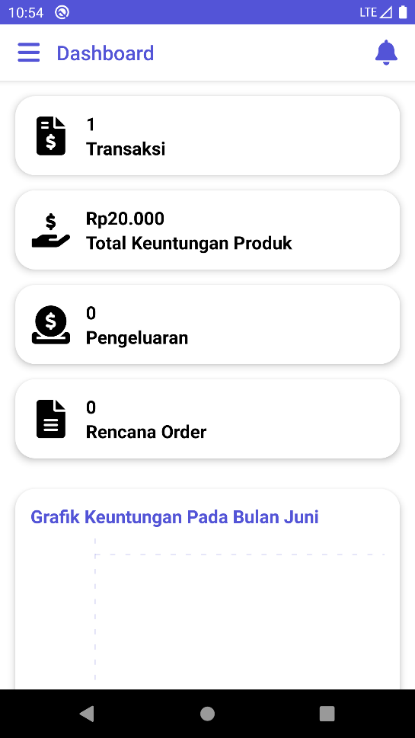 10:54
LTE
Dashboard
1
Transaksi
Rp20.000
Total Keuntungan Produk
0
Pengeluaran
0
Rencana Order
Grafik Keuntungan Pada Bulan Juni